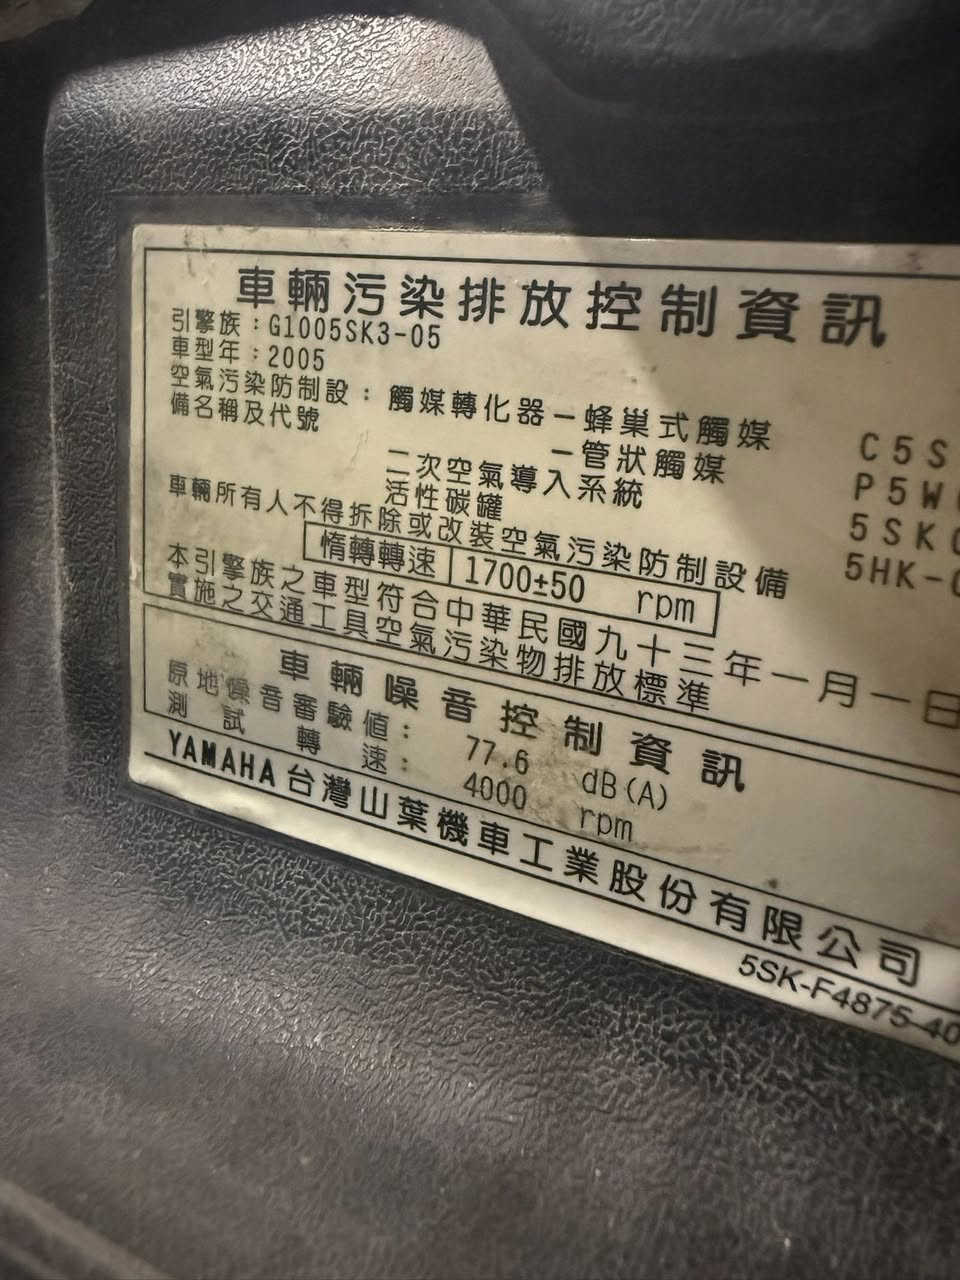 車輛污染排放控制資訊
引擎族：G1005SK3-05
車型年：2005
空氣污染防制設：觸媒轉化器－蜂巢式觸媒 C5S
備名稱及代號 －管狀觸媒 P5W
二次空氣導入系統 5SK
活性碳罐 5HK-
車輛所有人不得拆除或改裝空氣污染防制設備
惰轉轉速 1700±50 rpm
本引擎族之車型符合中華民國九十三年一月一日
實施之交通工具空氣污染物排放標準
車輛噪音控制資訊
原地噪音審驗值：77.6 dB(A)
測試轉速：4000 rpm
YAMAHA台灣山葉機車工業股份有限公司
5SK-F4875-40